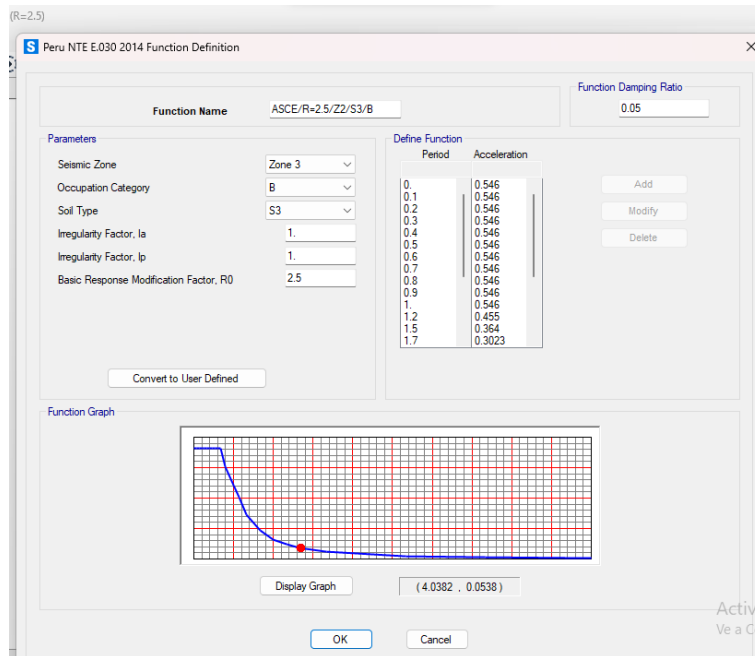 (R=2.5)
S Peru NTE E.030 2014 Function Definition
Function Name
ASCE/R=2.5/Z2/S3/B
Function Damping Ratio
0.05
Parameters
Seismic Zone Zone 3
Occupation Category B
Soil Type S3
Irregularity Factor, Ia 1.
Irregularity Factor, Ip 1.
Basic Response Modification Factor, R0 2.5
Convert to User Defined
Define Function
Period Acceleration
0. 0.546
0.1 0.546
0.2 0.546
0.3 0.546
0.4 0.546
0.5 0.546
0.6 0.546
0.7 0.546
0.8 0.546
0.9 0.546
1. 0.546
1.2 0.455
1.5 0.364
1.7 0.3023
Add
Modify
Delete
Function Graph
Display Graph
( 4.0382 , 0.0538 )
OK
Cancel
Activ
Ve a C